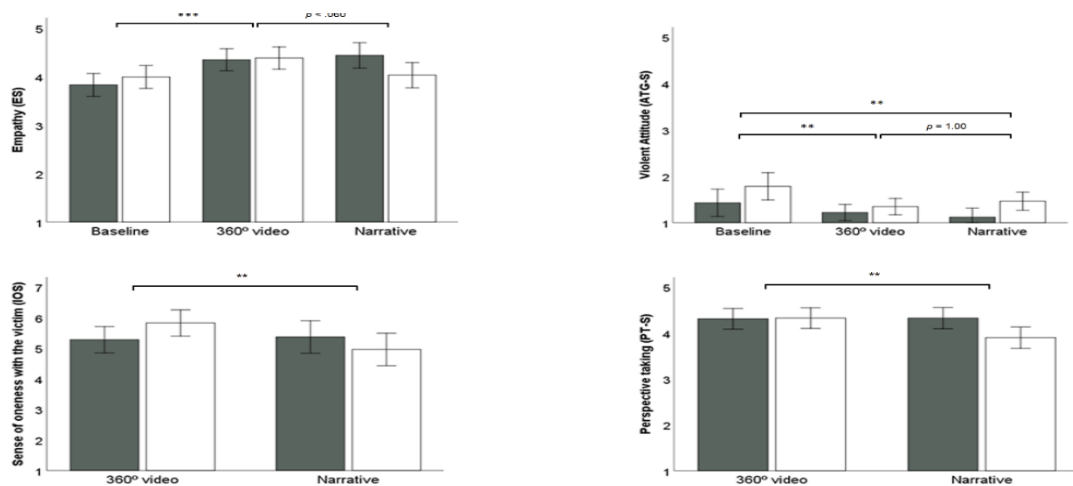 ***
p < .060
Empathy (ES)
5
4
3
2
1
Baseline
360º video
Narrative
**
**
p = 1.00
Violent Attitude (ATG-S)
5
4
3
2
1
Baseline
360º video
Narrative
**
Sense of oneness with the victim (IOS)
7
6
5
4
3
2
1
360º video
Narrative
**
Perspective taking (PT-S)
5
4
3
2
1
360º video
Narrative